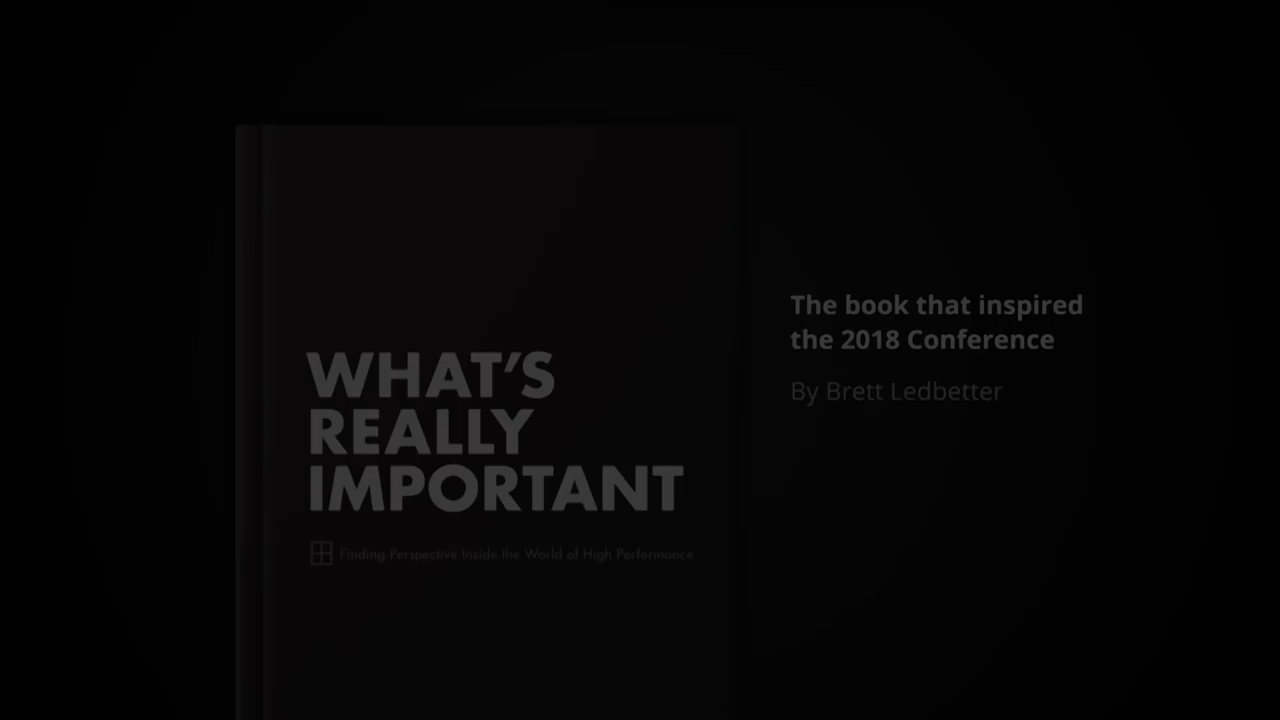 WHAT'S
REALLY
IMPORTANT
Finding Perspective Inside the World of High Performance
The book that inspired
the 2018 Conference
By Brett Ledbetter